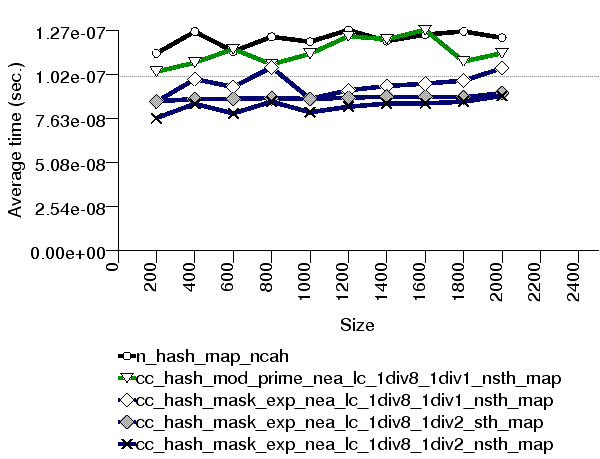 1.27e-07
1.02e-07
7.63e-08
5.08e-08
2.54e-08
0.00e+00
Average time (sec.)
0 200 400 600 800 1000 1200 1400 1600 1800 2000 2200 2400
Size
n_hash_map_ncah
cc_hash_mod_prime_nea_lc_1div8_1div1_nsth_map
cc_hash_mask_exp_nea_lc_1div8_1div1_nsth_map
cc_hash_mask_exp_nea_lc_1div8_1div2_sth_map
cc_hash_mask_exp_nea_lc_1div8_1div2_nsth_map